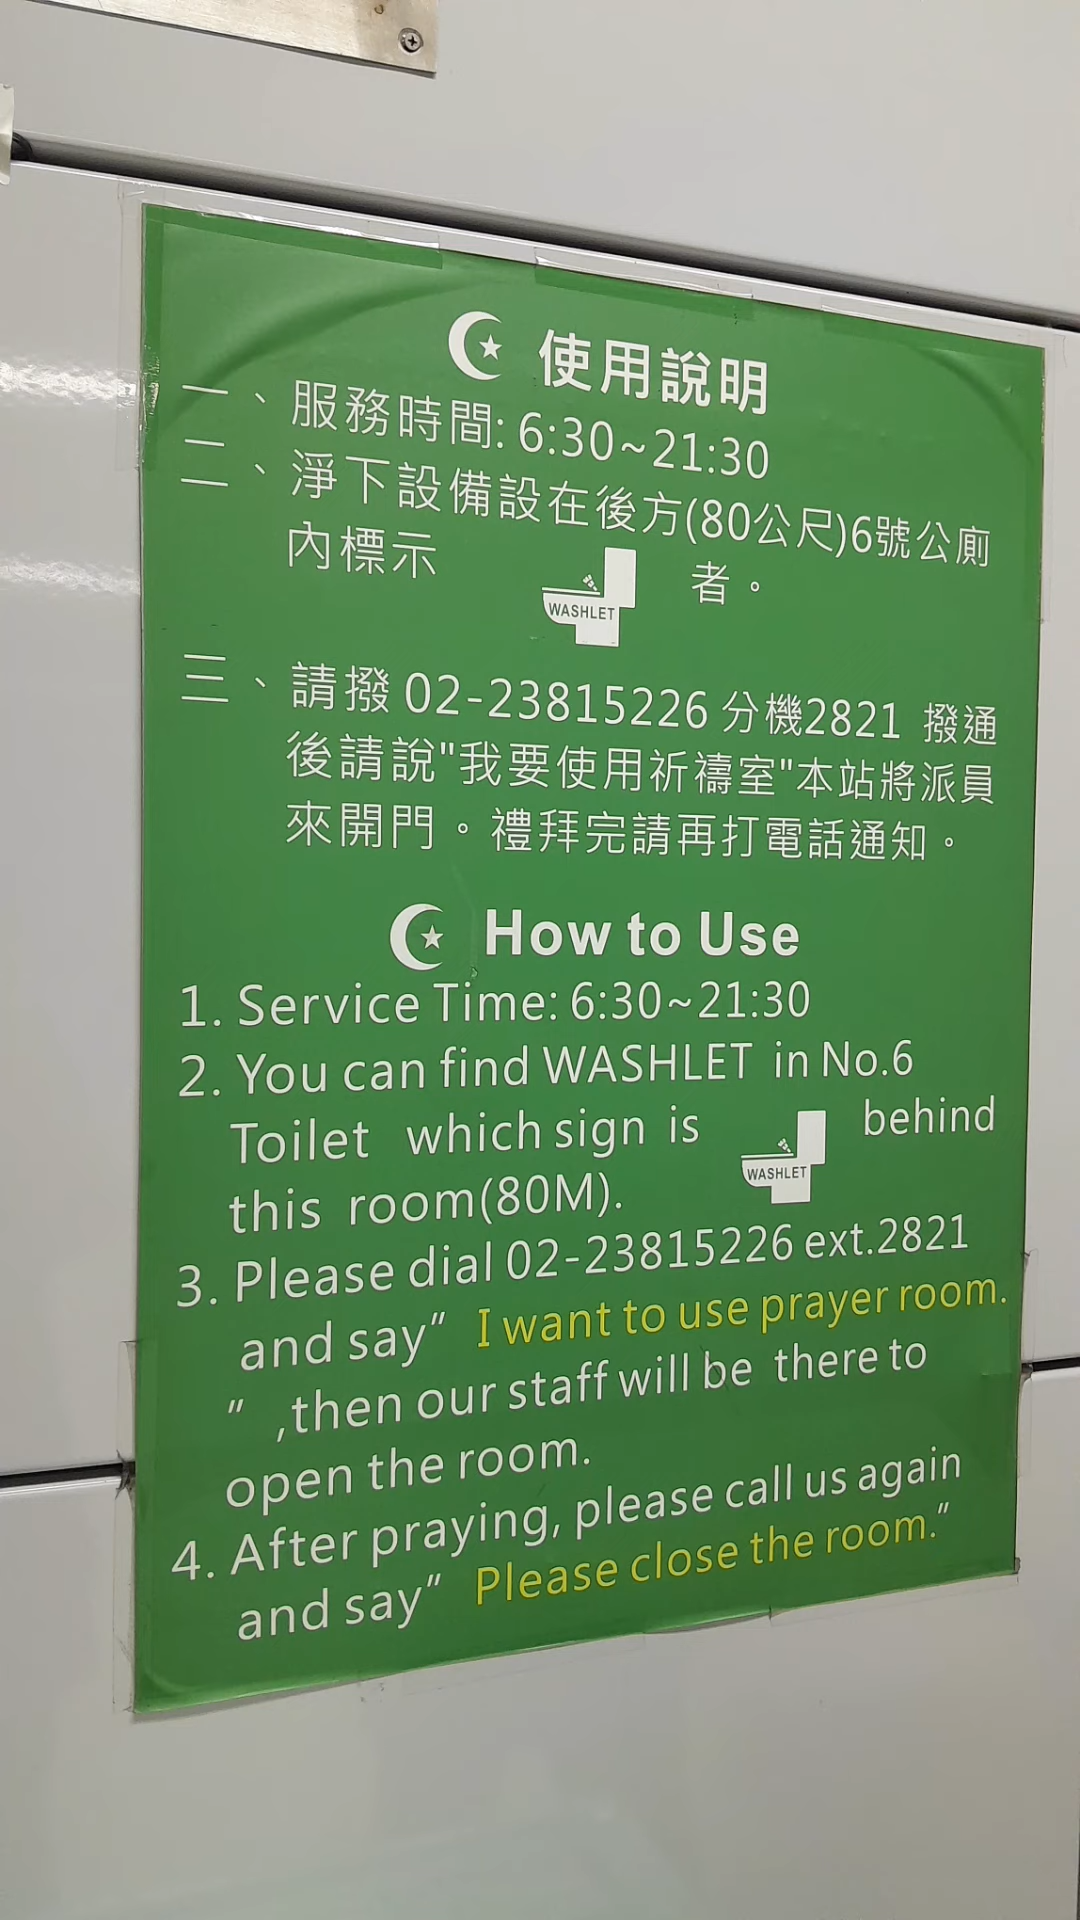 使用說明
一、服務時間: 6:30~21:30
二、淨下設備設在後方(80公尺)6號公廁
內標示 WASHLET 者。
三、請撥 02-23815226 分機2821 撥通
後請說"我要使用祈禱室"本站將派員
來開門。禮拜完請再打電話通知。
How to Use
1. Service Time: 6:30~21:30
2. You can find WASHLET in No.6
Toilet which sign is WASHLET behind
this room(80M).
3. Please dial 02-23815226 ext.2821
and say" I want to use prayer room.
" ,then our staff will be there to
open the room.
4. After praying, please call us again
and say" Please close the room."